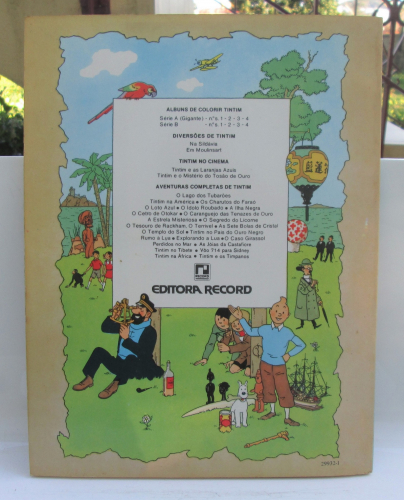 ÁLBUNS DE COLORIR TINTIM
Série A (Gigante) - nºs. 1 - 2 - 3 - 4
Série B - nºs. 1 - 2 - 3 - 4
DIVERSÕES DE TINTIM
Na Sildávia
Em Moulinsart
TINTIM NO CINEMA
Tintim e as Laranjas Azuis
Tintim e o Mistério do Tosão de Ouro
AVENTURAS COMPLETAS DE TINTIM
O Lago dos Tubarões
Tintim na América • Os Charutos do Faraó
O Loto Azul • O Ídolo Roubado • A Ilha Negra
O Cetro de Otokar • O Caranguejo das Tenazes de Ouro
A Estrela Misteriosa • O Segredo do Licorne
O Tesouro de Rackham, O Terrível • As Sete Bolas de Cristal
O Templo do Sol • Tintim no País do Ouro Negro
Rumo à Lua • Explorando a Lua • O Caso Girassol
Perdidos no Mar • As Jóias da Castafiore
Tintim no Tibete • Vôo 714 para Sidney
Tintim na África • Tintim e os Tímpanos
EDITORA RECORD